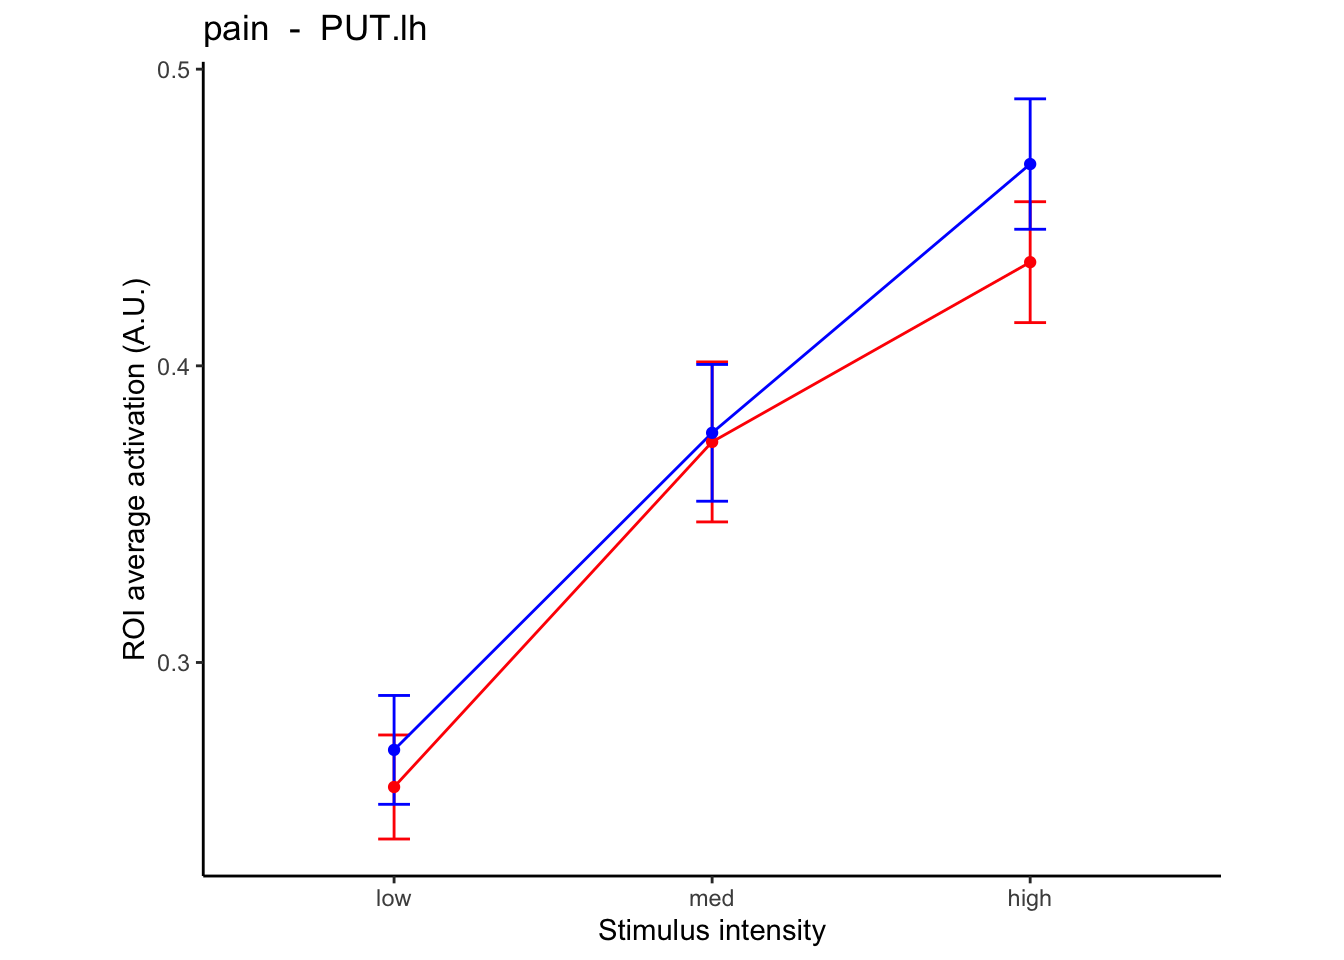 pain - PUT.lh
0.5
0.4
0.3
ROI average activation (A.U.)
low med high
Stimulus intensity